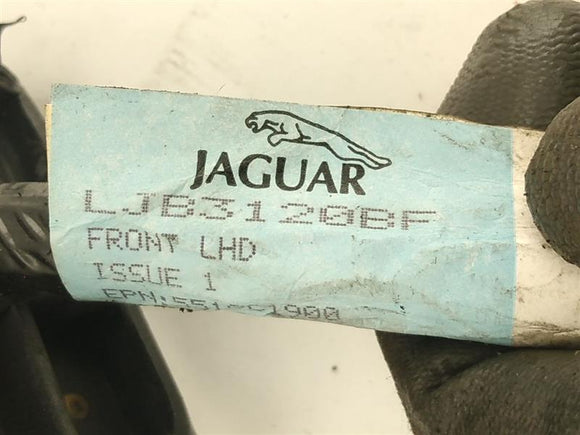 JAGUAR
LJB3120BF
FRONT LHD
ISSUE 1